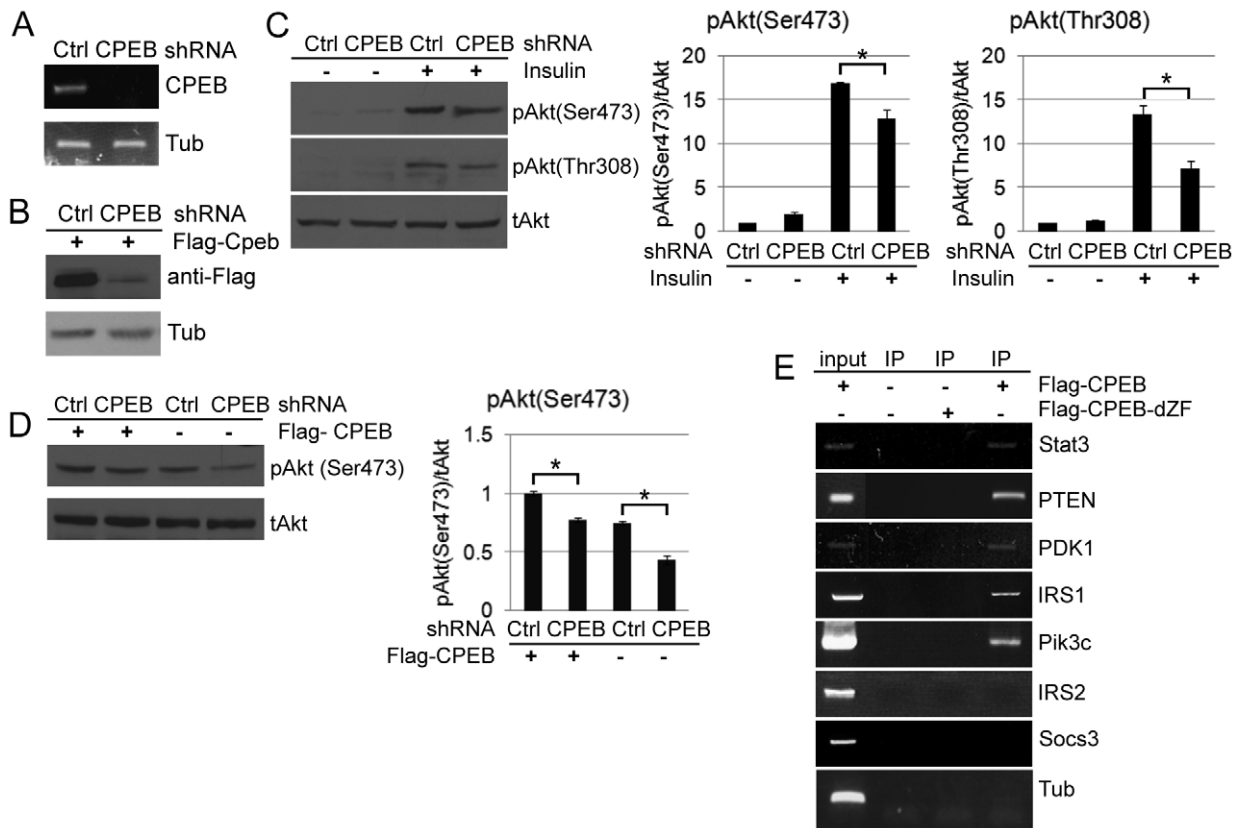 A
Ctrl CPEB shRNA
CPEB
Tub
B
Ctrl CPEB shRNA
+ + Flag-Cpeb
anti-Flag
Tub
C
Ctrl CPEB Ctrl CPEB shRNA
- - + + Insulin
pAkt(Ser473)
pAkt(Thr308)
tAkt
pAkt(Ser473)
pAkt(Ser473)/tAkt
20
15
10
5
0
*
shRNA Ctrl CPEB Ctrl CPEB
Insulin - - + +
pAkt(Thr308)
pAkt(Thr308)/tAkt
20
15
10
5
0
*
shRNA Ctrl CPEB Ctrl CPEB
Insulin - - + +
D
Ctrl CPEB Ctrl CPEB shRNA
+ + - - Flag- CPEB
pAkt (Ser473)
tAkt
pAkt(Ser473)
pAkt(Ser473)/tAkt
1.5
1
0.5
0
* *
shRNA Ctrl CPEB Ctrl CPEB
Flag-CPEB + + - -
E
input IP IP IP
+ - - + Flag-CPEB
- - + - Flag-CPEB-dZF
Stat3
PTEN
PDK1
IRS1
Pik3c
IRS2
Socs3
Tub